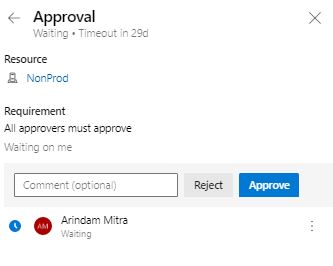 Approval
Waiting • Timeout in 29d
Resource
NonProd
Requirement
All approvers must approve
Waiting on me
Comment (optional)
Reject
Approve
AM
Arindam Mitra
Waiting